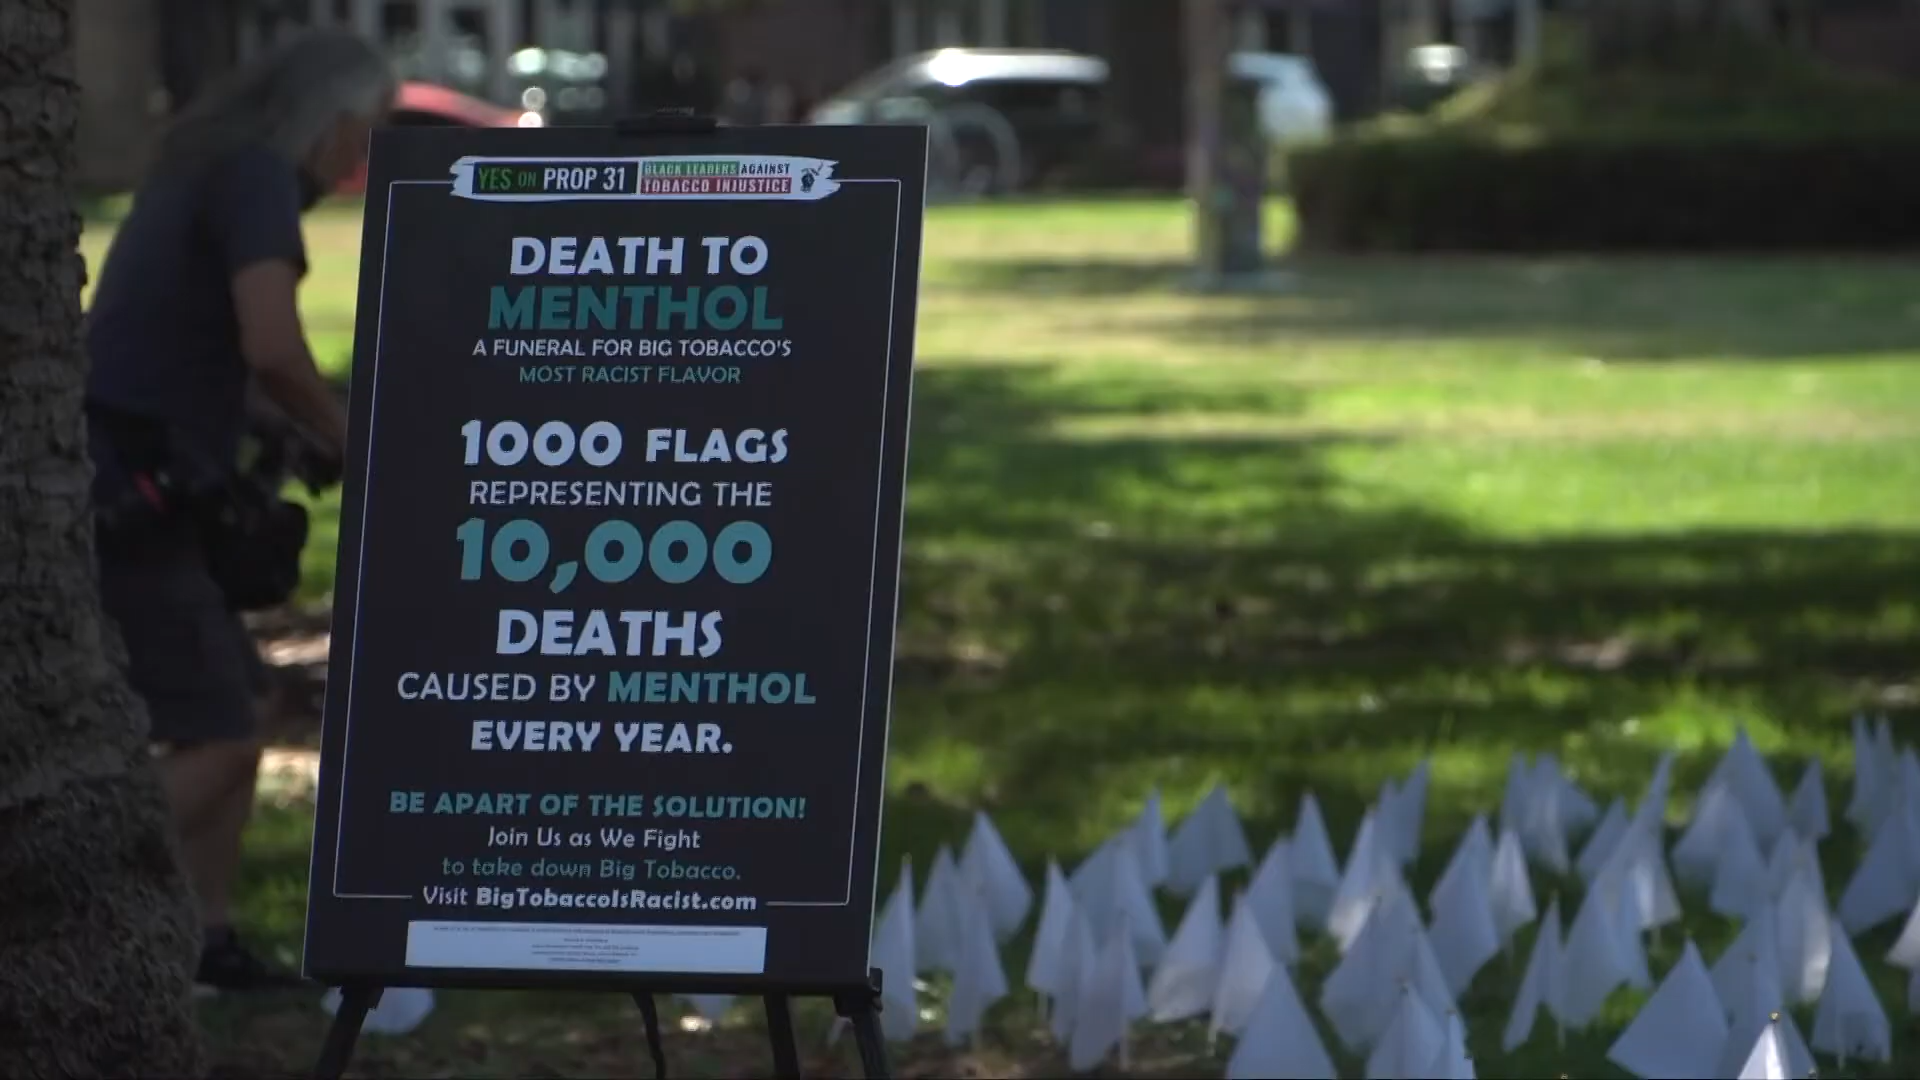 YES ON PROP 31
BLACK LEADERS AGAINST
TOBACCO INJUSTICE
DEATH TO
MENTHOL
A FUNERAL FOR BIG TOBACCO'S
MOST RACIST FLAVOR
1000 FLAGS
REPRESENTING THE
10,000
DEATHS
CAUSED BY MENTHOL
EVERY YEAR.
BE APART OF THE SOLUTION!
Join Us as We Fight
to take down Big Tobacco.
Visit BigTobaccoIsRacist.com